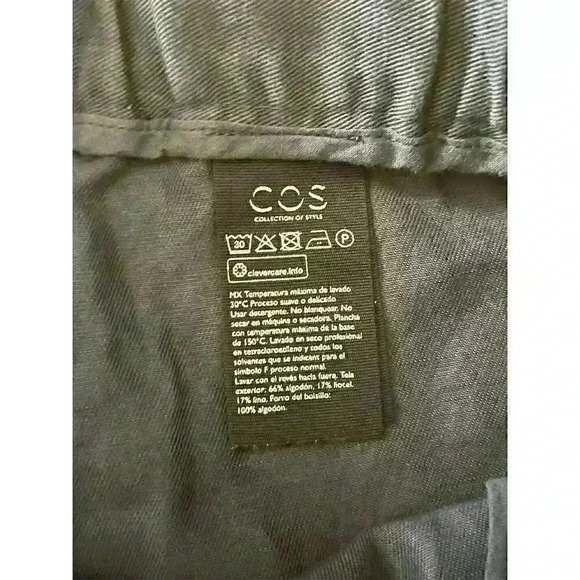 COS
COLLECTION OF STYLE
30 P
clevercare.info
MX Temperatura máxima de lavado
30°C Proceso suave o delicado
Usar detergente. No blanquear. No
secar en máquina o secadora. Plancha
con temperatura máxima de la base
de 150°C. Lavado en seco profesional
en tetracloroetileno y todos los
solventes que se indican para el
símbolo F proceso normal.
Lavar con el revés hacia fuera. Tela
exterior: 66% algodón, 17% liocel,
17% lino. Forro del bolsillo:
100% algodón.